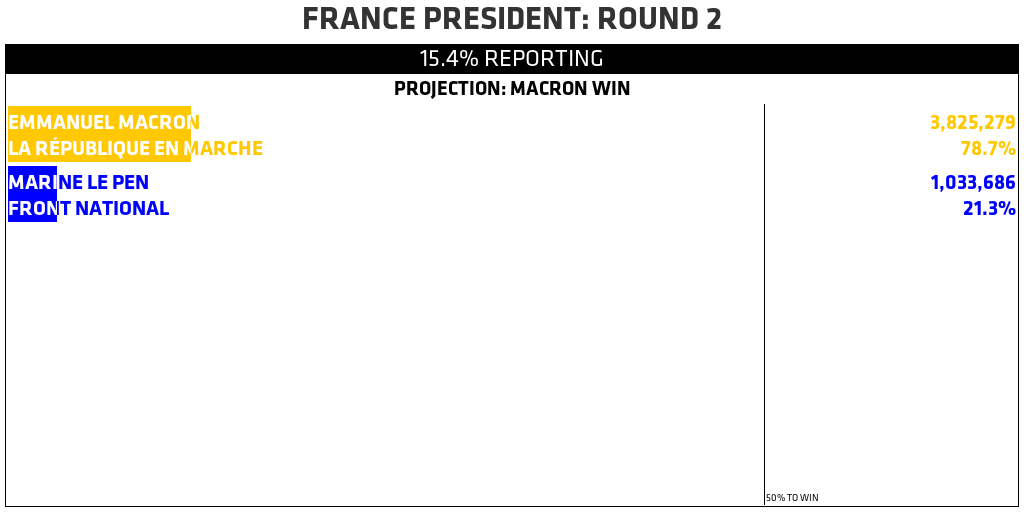 FRANCE PRESIDENT: ROUND 2
15.4% REPORTING
PROJECTION: MACRON WIN
EMMANUEL MACRON 3,825,279
LA RÉPUBLIQUE EN MARCHE 78.7%
MARINE LE PEN 1,033,686
FRONT NATIONAL 21.3%
50% TO WIN